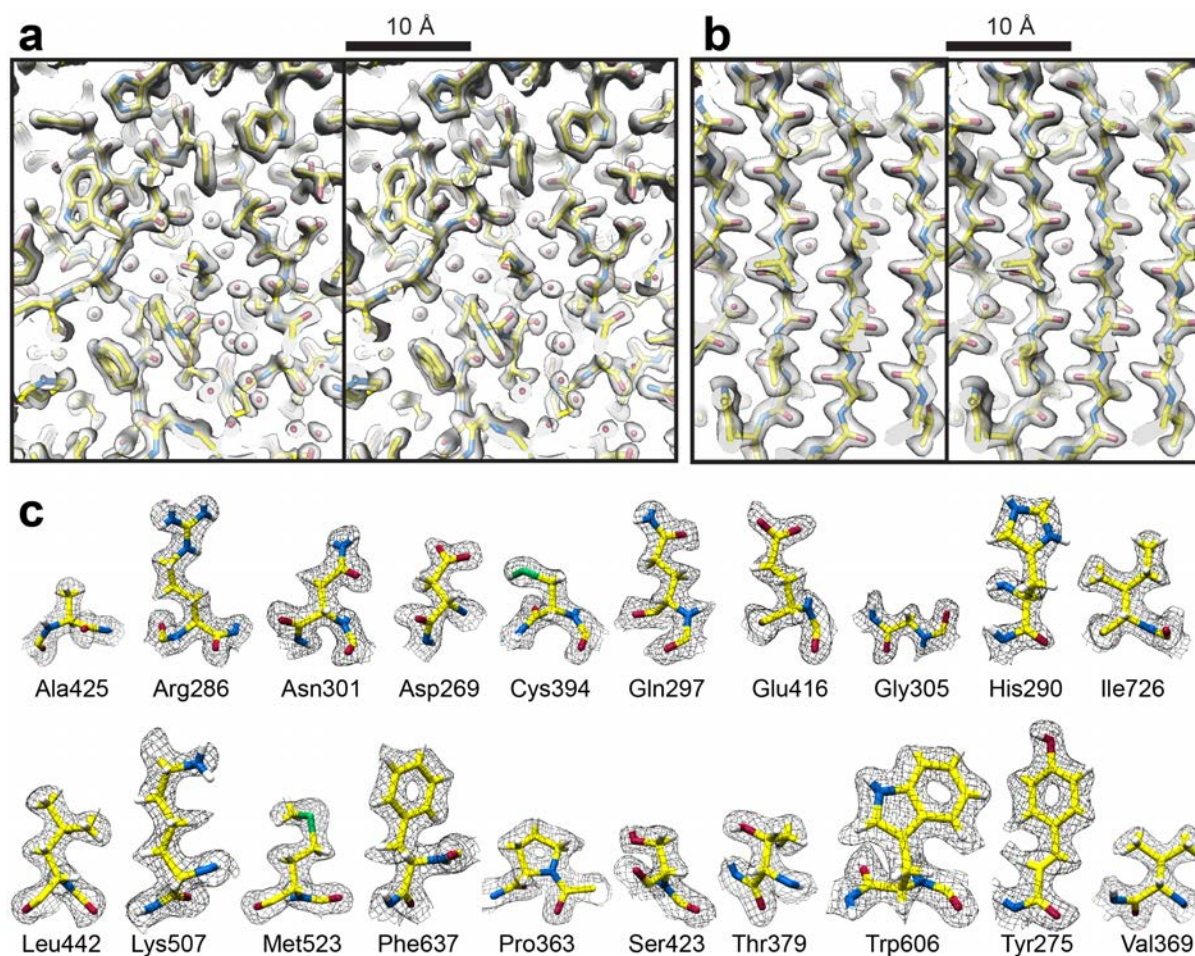 a 10 Å b 10 Å
c
Ala425 Arg286 Asn301 Asp269 Cys394 Gln297 Glu416 Gly305 His290 Ile726
Leu442 Lys507 Met523 Phe637 Pro363 Ser423 Thr379 Trp606 Tyr275 Val369